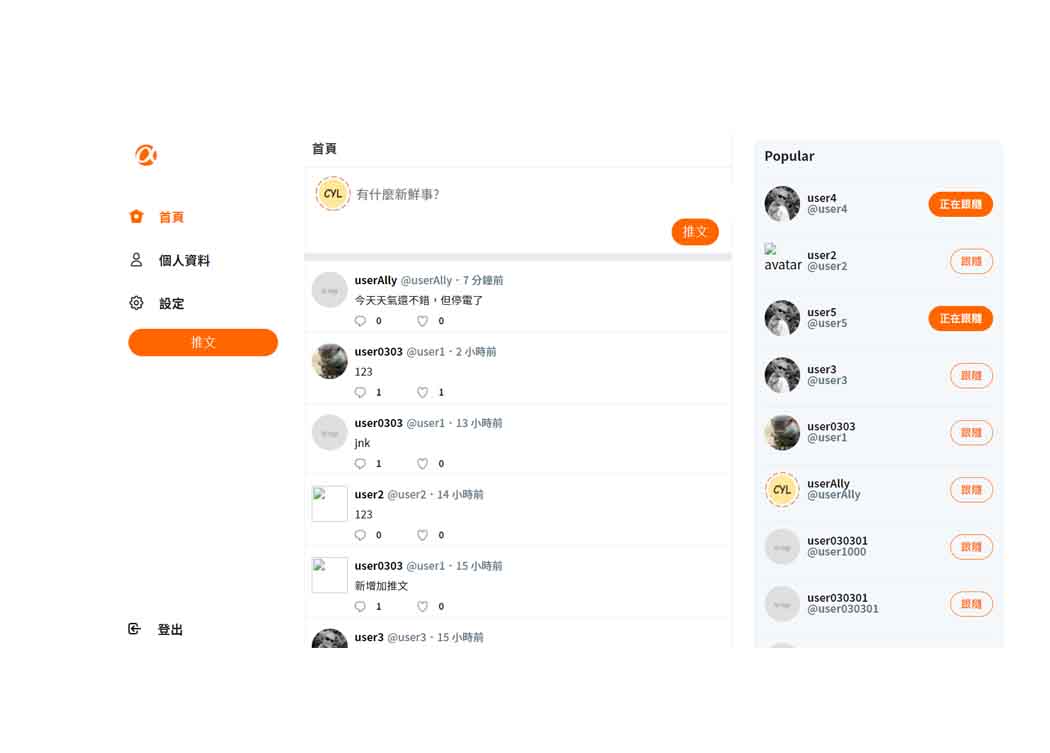 首頁
個人資料
設定
推文
登出
首頁
CYL
有什麼新鮮事?
推文
userAlly @userAlly・7 分鐘前
今天天氣還不錯，但停電了
0 0
user0303 @user1・2 小時前
123
1 1
user0303 @user1・13 小時前
jnk
1 0
user2 @user2・14 小時前
123
0 0
user0303 @user1・15 小時前
新增加推文
1 0
user3 @user3・15 小時前
Popular
user4
@user4
正在跟隨
avatar
user2
@user2
跟隨
user5
@user5
正在跟隨
user3
@user3
跟隨
user0303
@user1
跟隨
CYL
userAlly
@userAlly
跟隨
user030301
@user1000
跟隨
user030301
@user030301
跟隨